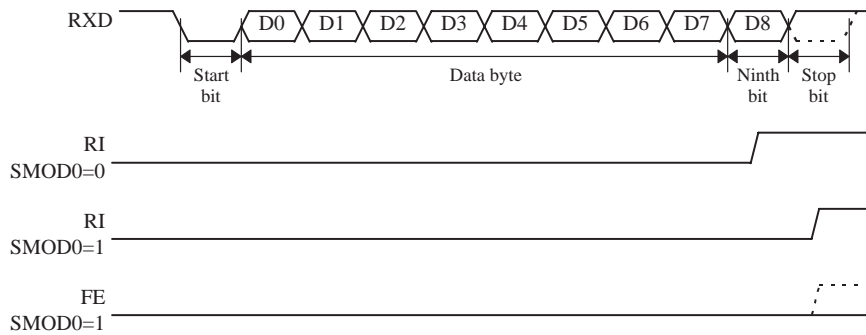 RXD
D0 D1 D2 D3 D4 D5 D6 D7 D8
Start bit
Data byte
Ninth bit
Stop bit
RI
SMOD0=0
RI
SMOD0=1
FE
SMOD0=1